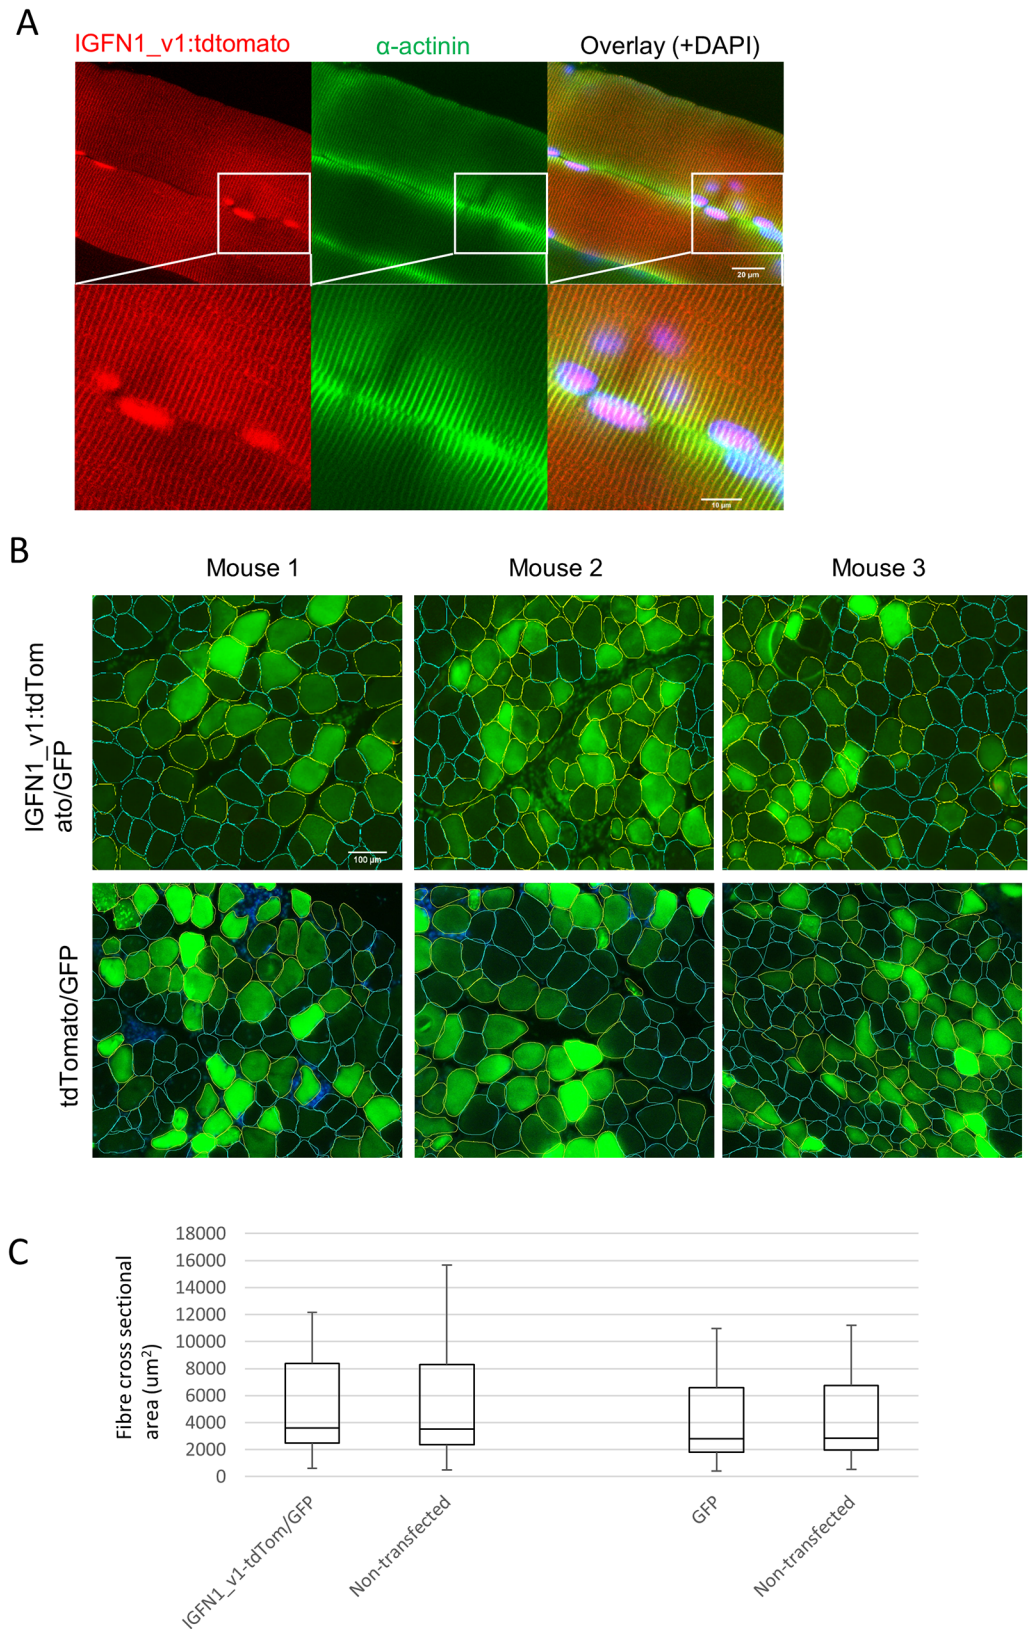 A
IGFN1_v1:tdtomato
α-actinin
Overlay (+DAPI)
20 µm
10 µm
B
Mouse 1
Mouse 2
Mouse 3
IGFN1_v1:tdTom
ato/GFP
100 µm
tdTomato/GFP
C
Fibre cross sectional
area (um²)
18000
16000
14000
12000
10000
8000
6000
4000
2000
0
IGFN1_v1-tdTom/GFP
Non-transfected
GFP
Non-transfected